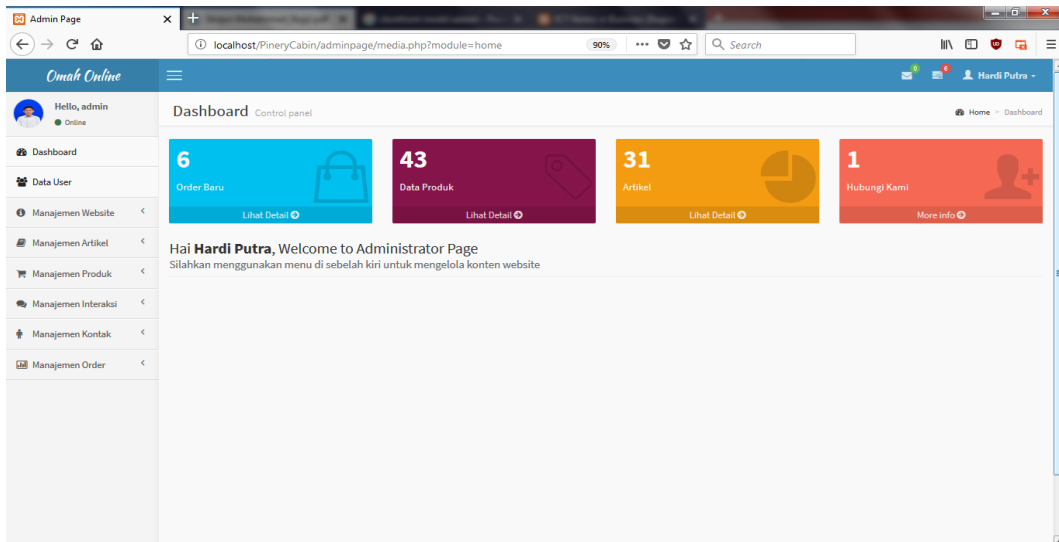 Admin Page
localhost/PineryCabin/adminpage/media.php?module=home
90%
Search
Omah Online
0
6
Hardi Putra
Hello, admin
Online
Dashboard Control panel
Home > Dashboard
Dashboard
Data User
Manajemen Website
Manajemen Artikel
Manajemen Produk
Manajemen Interaksi
Manajemen Kontak
Manajemen Order
6
Order Baru
Lihat Detail
43
Data Produk
Lihat Detail
31
Artikel
Lihat Detail
1
Hubungi Kami
More info
Hai Hardi Putra, Welcome to Administrator Page
Silahkan menggunakan menu di sebelah kiri untuk mengelola konten website